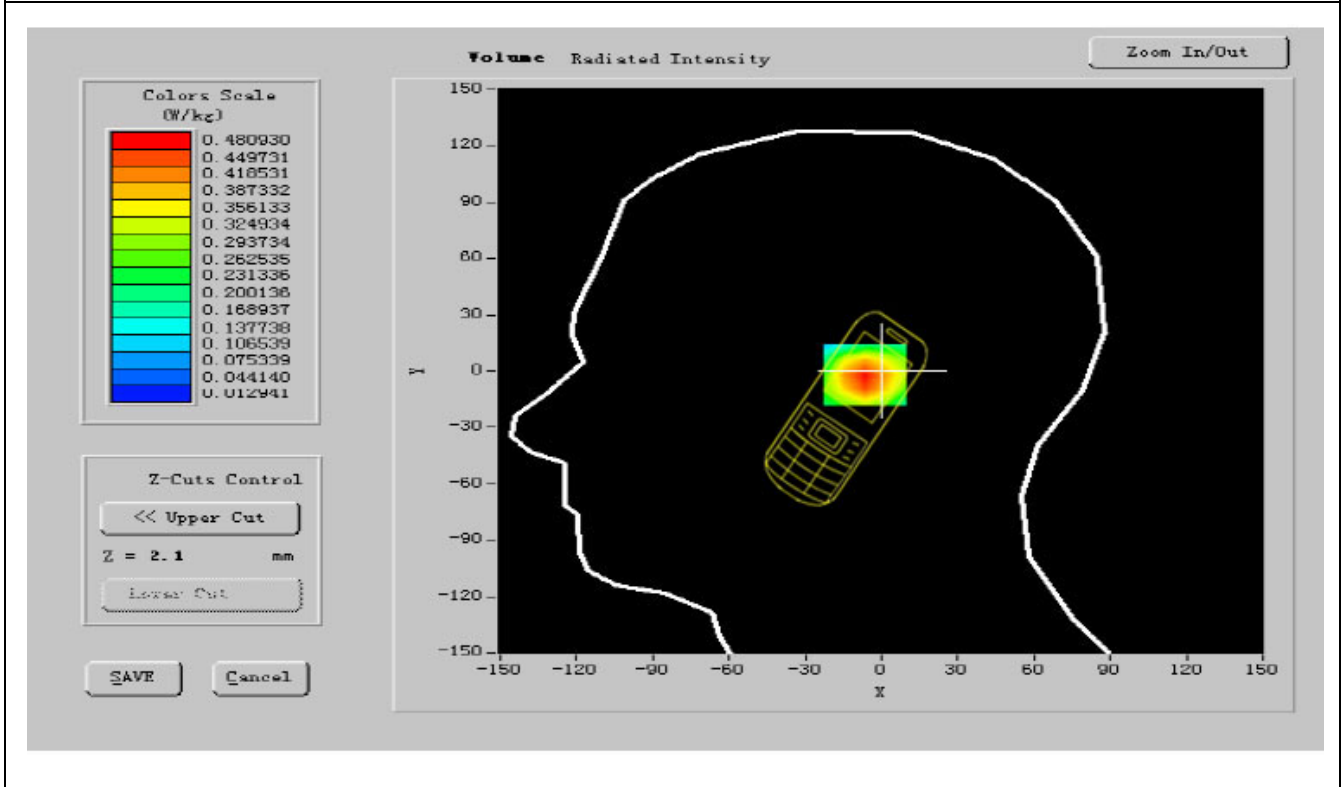 Volume Radiated Intensity
Zoom In/Out
Colors Scale
(W/kg)
0.480930
0.449731
0.418531
0.387332
0.356133
0.324934
0.293734
0.262535
0.231336
0.200136
0.168937
0.137738
0.106539
0.075339
0.044140
0.012941
Z-Cuts Control
<< Upper Cut
Z = 2.1 mm
Lower Cut
SAVE
Cancel
150
120
90
60
30
0
-30
-60
-90
-120
-150
Y
-150 -120 -90 -60 -30 0 30 60 90 120 150
X